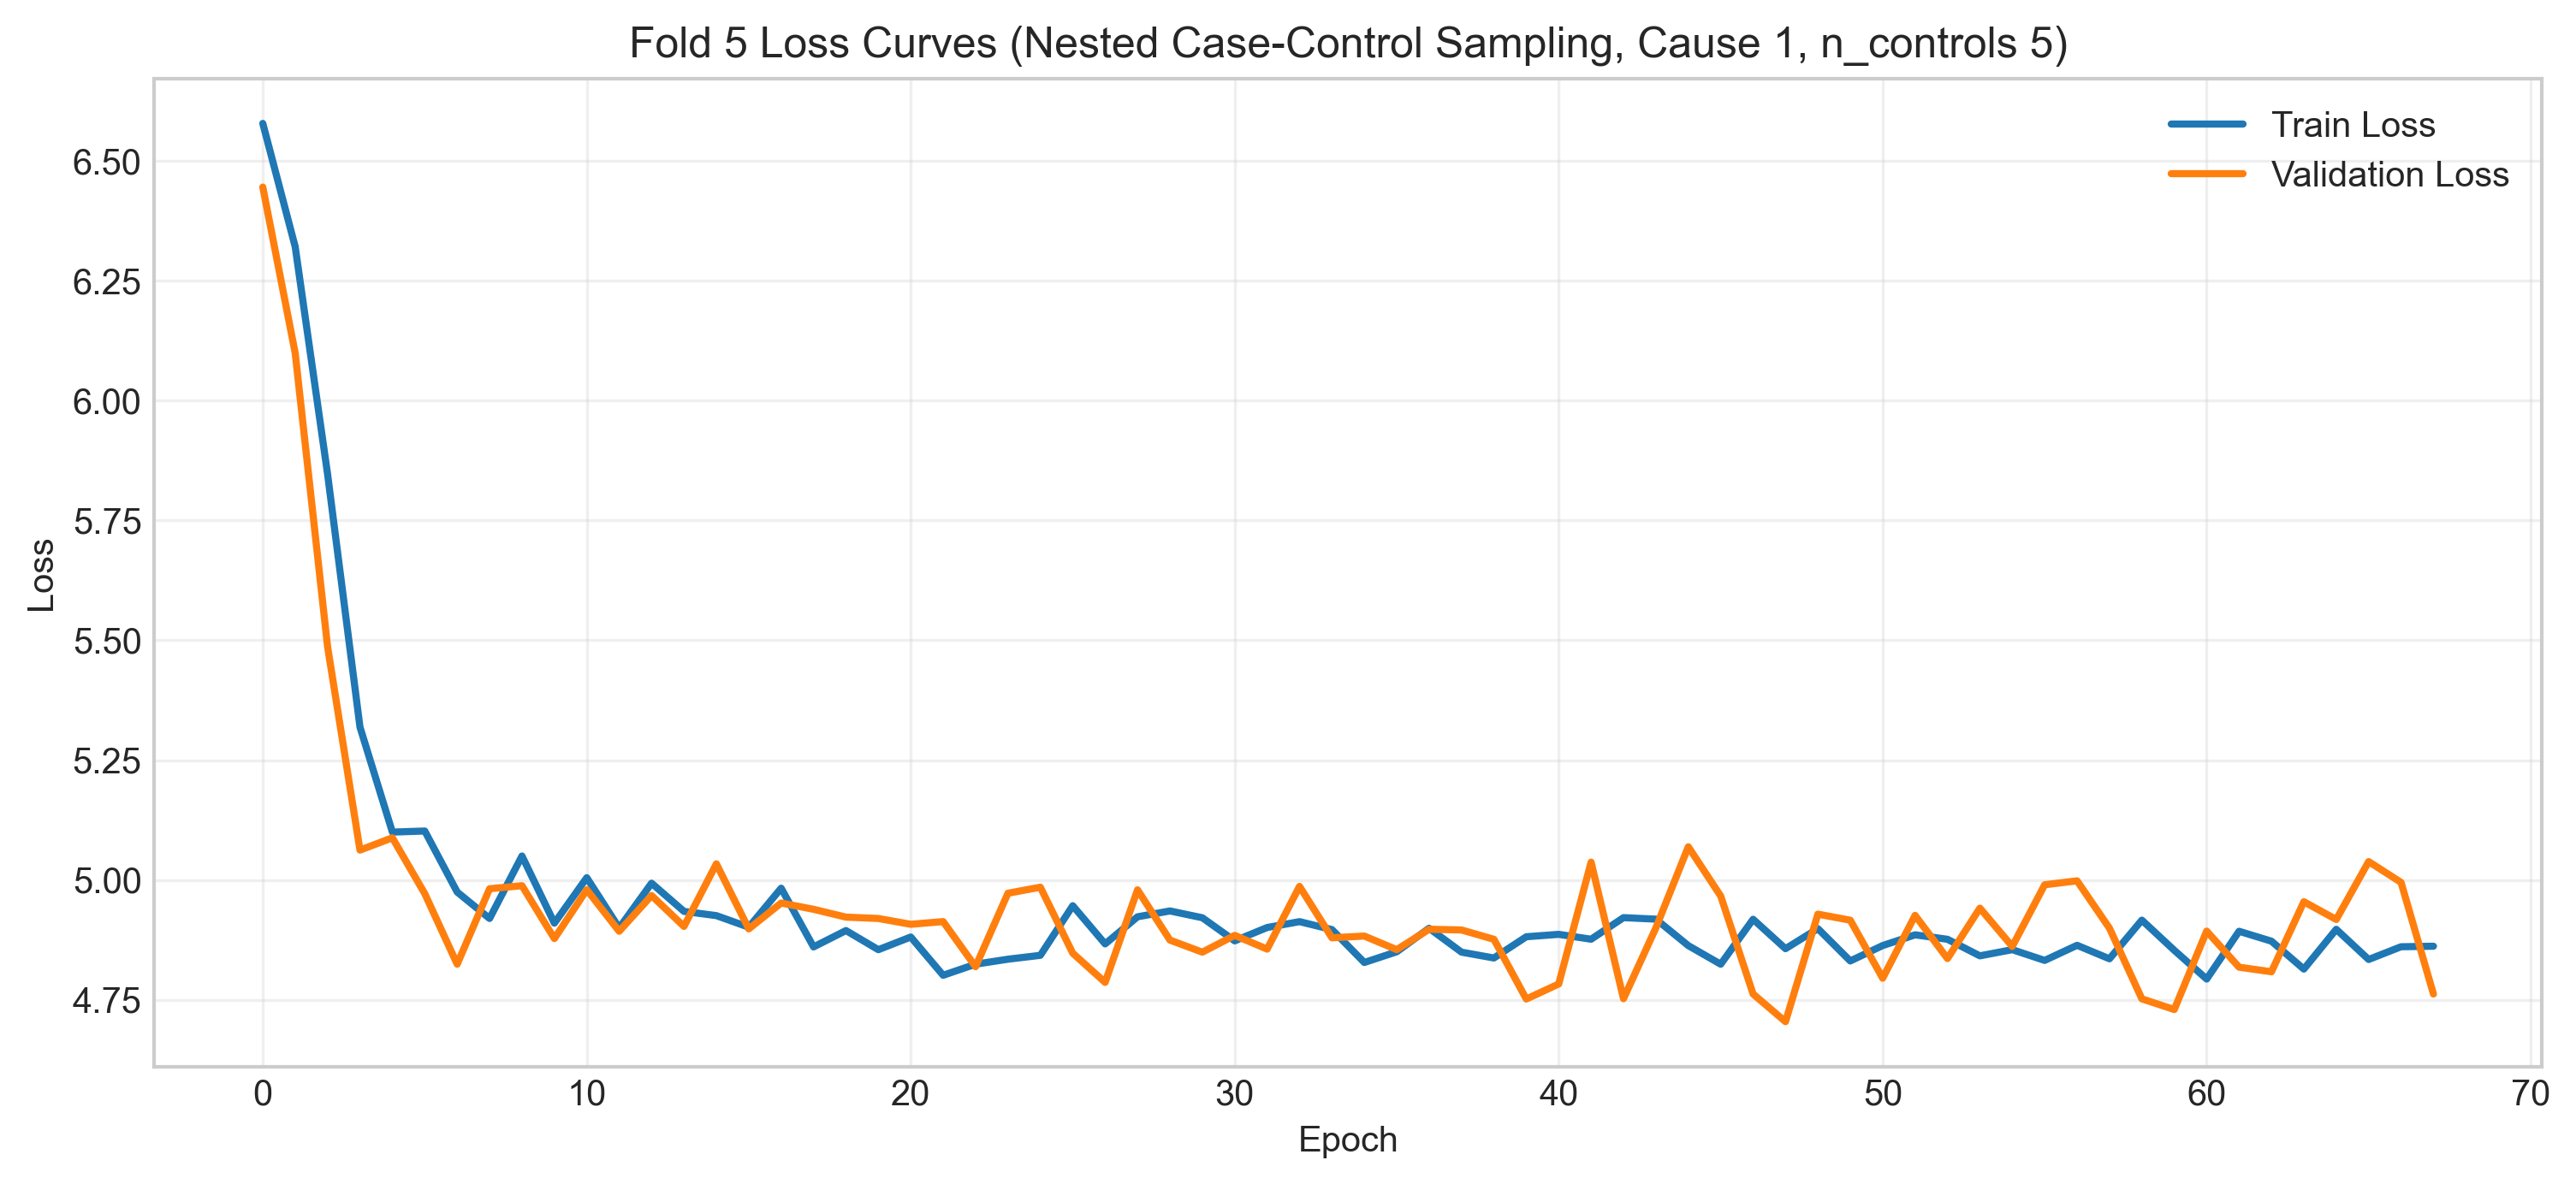 Fold 5 Loss Curves (Nested Case-Control Sampling, Cause 1, n_controls 5)
Train Loss
Validation Loss
6.50
6.25
6.00
5.75
5.50
5.25
5.00
4.75
Loss
0 10 20 30 40 50 60 70
Epoch